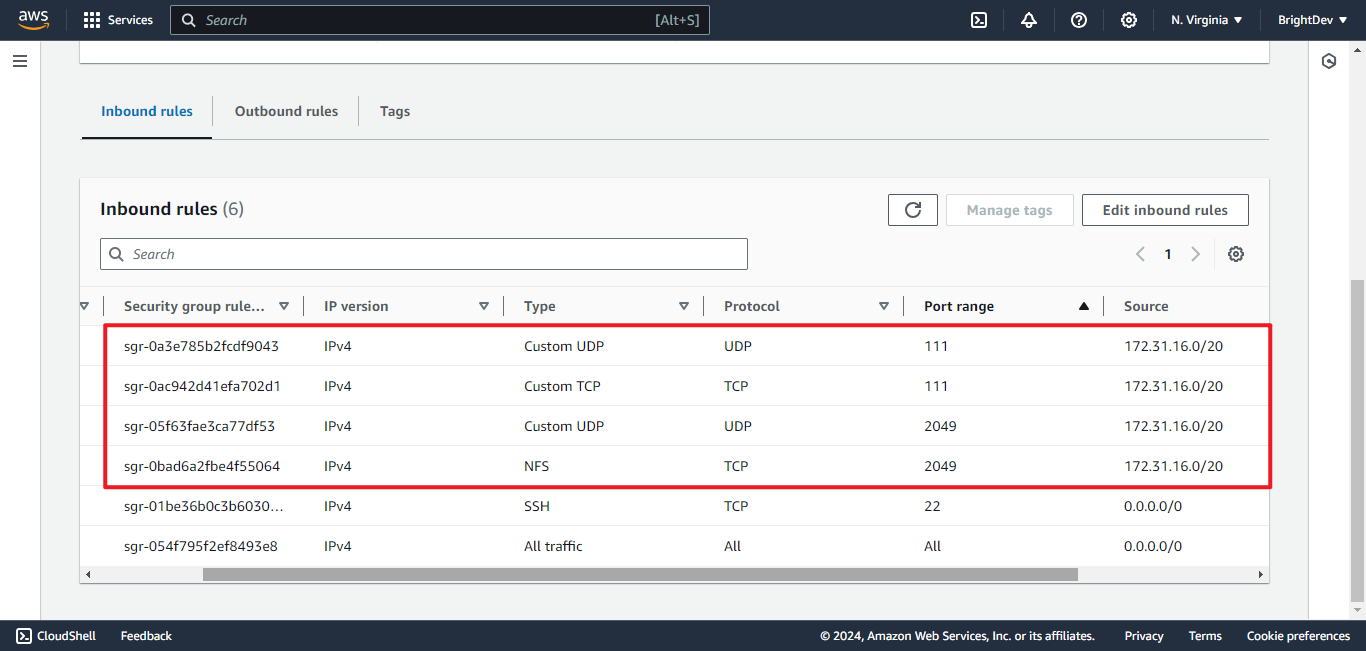 aws Services Search [Alt+S] N. Virginia BrightDev
Inbound rules Outbound rules Tags
Inbound rules (6) Manage tags Edit inbound rules
Search 1
Security group rule... IP version Type Protocol Port range Source
sgr-0a3e785b2fcdf9043 IPv4 Custom UDP UDP 111 172.31.16.0/20
sgr-0ac942d41efa702d1 IPv4 Custom TCP TCP 111 172.31.16.0/20
sgr-05f63fae3ca77df53 IPv4 Custom UDP UDP 2049 172.31.16.0/20
sgr-0bad6a2fbe4f55064 IPv4 NFS TCP 2049 172.31.16.0/20
sgr-01be36b0c3b6030... IPv4 SSH TCP 22 0.0.0.0/0
sgr-054f795f2ef8493e8 IPv4 All traffic All All 0.0.0.0/0
CloudShell Feedback © 2024, Amazon Web Services, Inc. or its affiliates. Privacy Terms Cookie preferences